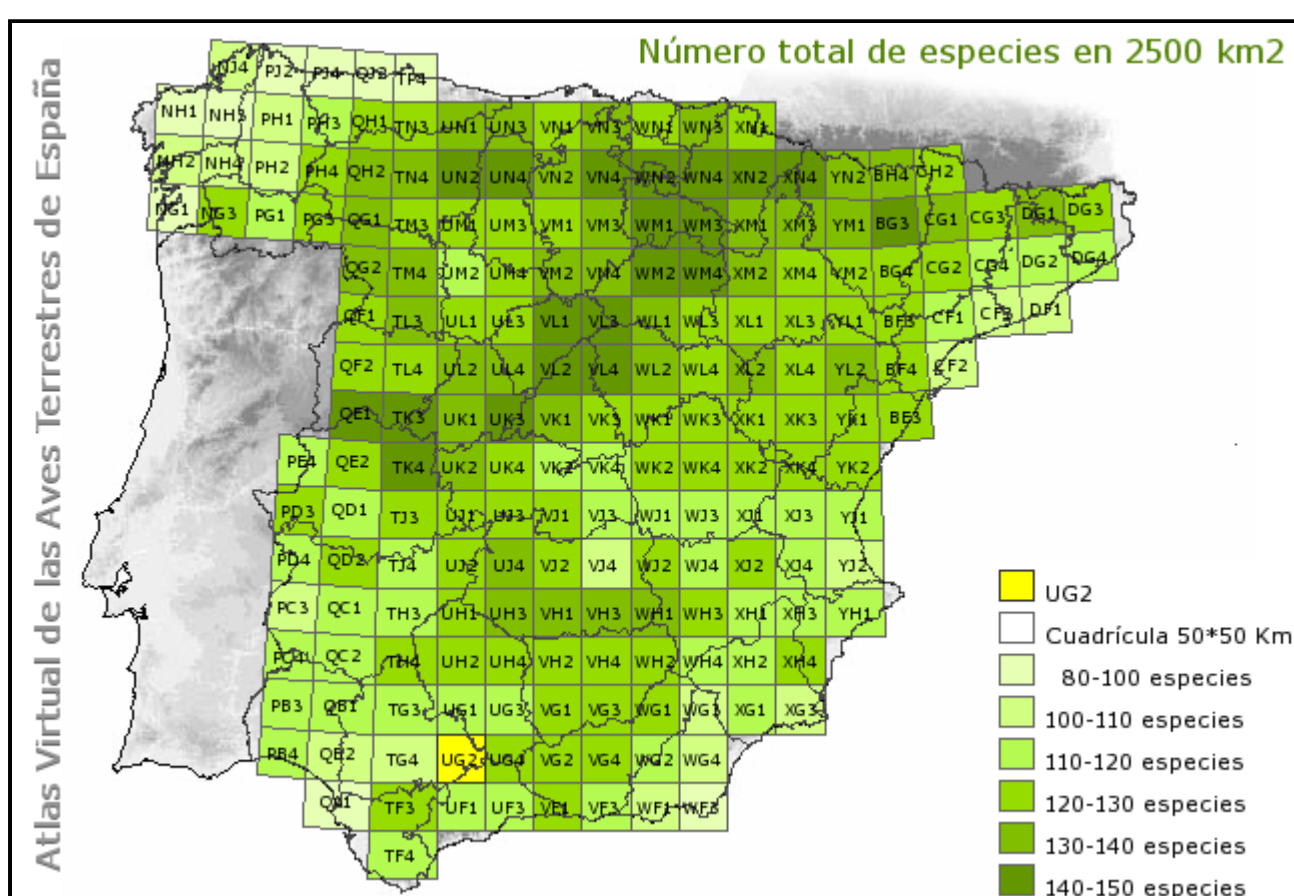 Atlas Virtual de las Aves Terrestres de España
Número total de especies en 2500 km2
NJ4 PJ2 PJ4 QJ2 TP4
NH1 NH3 PH1 PH3 QH1 TN3 UN1 UN3 VN1 VN3 WN1 WN3 XN1
NH2 NH4 PH2 PH4 QH2 TN4 UN2 UN4 VN2 VN4 WN2 WN4 XN2 XN4 YN2 BH4 CH2
NG1 NG3 PG1 PG3 QG1 TM3 UM1 UM3 VM1 VM3 WM1 WM3 XM1 XM3 YM1 BG3 CG1 CG3 DG1 DG3
QG2 TM4 UM2 UM4 VM2 VM4 WM2 WM4 XM2 XM4 YM2 BG4 CG2 CG4 DG2 DG4
QF1 TL3 UL1 UL3 VL1 VL3 WL1 WL3 XL1 XL3 YL1 BF3 CF1 CF3 DF1
QF2 TL4 UL2 UL4 VL2 VL4 WL2 WL4 XL2 XL4 YL2 BF4 CF2
QE1 TK3 UK1 UK3 VK1 VK3 WK1 WK3 XK1 XK3 YK1 BE3
PE4 QE2 TK4 UK2 UK4 VK2 VK4 WK2 WK4 XK2 XK4 YK2
PD3 QD1 TJ3 UJ1 UJ3 VJ1 VJ3 WJ1 WJ3 XJ1 XJ3 YJ1
PD4 QD2 TJ4 UJ2 UJ4 VJ2 VJ4 WJ2 WJ4 XJ2 XJ4 YJ2
PC3 QC1 TH3 UH1 UH3 VH1 VH3 WH1 WH3 XH1 XH3 YH1
PC4 QC2 TH4 UH2 UH4 VH2 VH4 WH2 WH4 XH2 XH4
PB3 QB1 TG3 UG1 UG3 VG1 VG3 WG1 WG3 XG1 XG3
PB4 QB2 TG4 UG2 UG4 VG2 VG4 WG2 WG4
QA1 TF3 UF1 UF3 VF1 VF3 WF1 WF3
TF4
UG2
Cuadrícula 50*50 Km
80-100 especies
100-110 especies
110-120 especies
120-130 especies
130-140 especies
140-150 especies